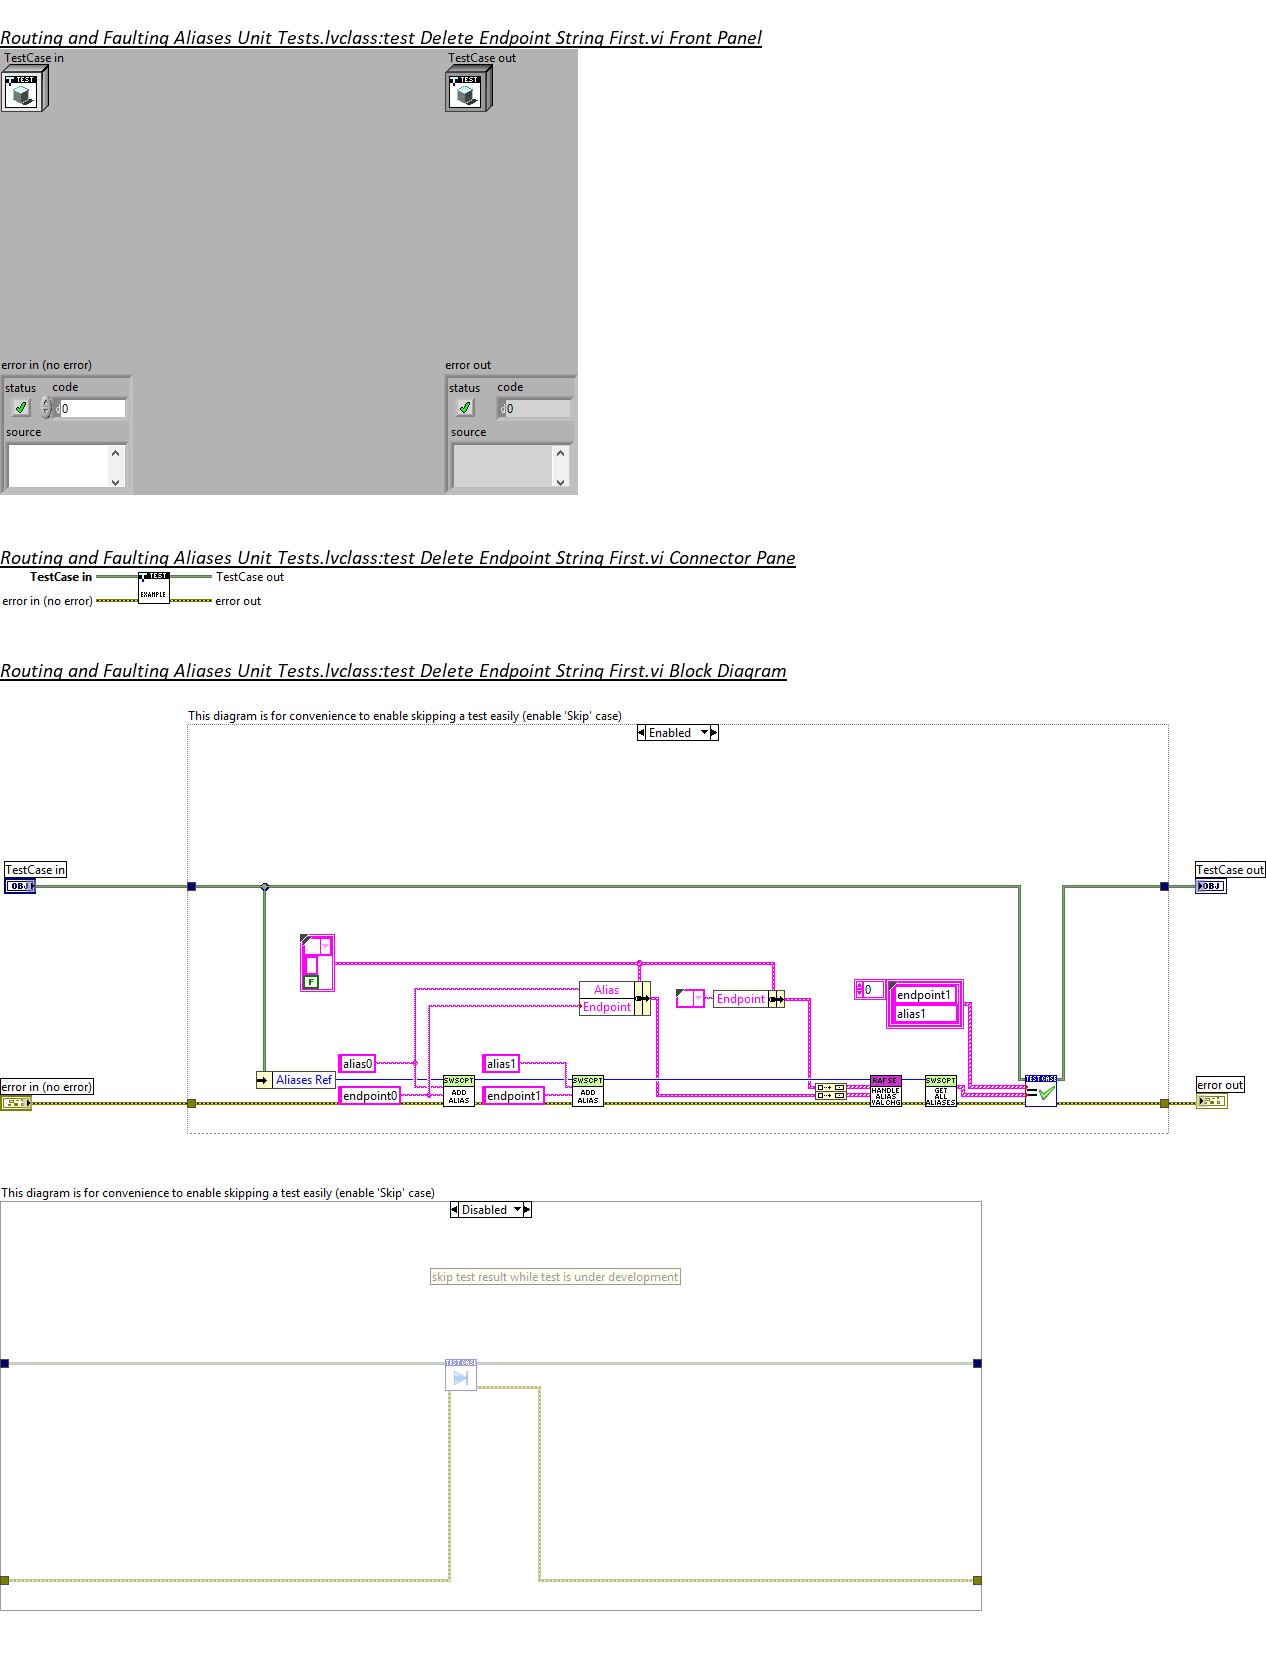 Routing and Faulting Aliases Unit Tests.lvclass:test Delete Endpoint String First.vi Front Panel
TestCase in
TestCase out
TEST
TEST
error in (no error)
error out
status code
status code
d0
d0
source
source
Routing and Faulting Aliases Unit Tests.lvclass:test Delete Endpoint String First.vi Connector Pane
TestCase in
TEST
EXAMPLE
TestCase out
error in (no error)
error out
Routing and Faulting Aliases Unit Tests.lvclass:test Delete Endpoint String First.vi Block Diagram
This diagram is for convenience to enable skipping a test easily (enable 'Skip' case)
Enabled
TestCase in
OBJ
TestCase out
OBJ
F
Alias
Endpoint
Endpoint
0
endpoint1
alias1
alias0
alias1
Aliases Ref
endpoint0
endpoint1
SWSCPT
ADD
ALIAS
SWSCPT
ADD
ALIAS
RAF SE
HANDLE
ALIAS
VAL CHG
SWSCPT
GET
ALL
ALIASES
TEST CASE
error in (no error)
error out
This diagram is for convenience to enable skipping a test easily (enable 'Skip' case)
Disabled
skip test result while test is under development
TEST CASE